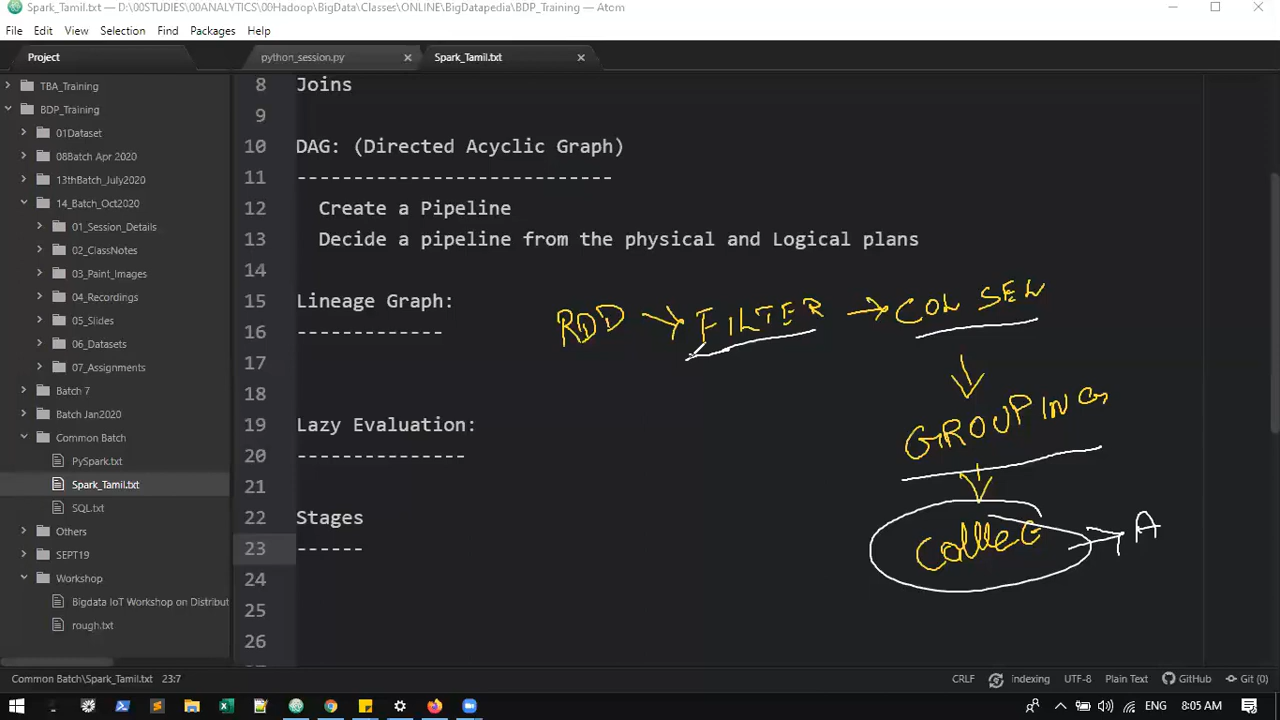 Spark_Tamil.txt — D:\00STUDIES\00ANALYTICS\00Hadoop\BigData\Classes\ONLINE\BigDatapedia\BDP_Training — Atom
File Edit View Selection Find Packages Help
Project
python_session.py
Spark_Tamil.txt
TBA_Training
BDP_Training
01Dataset
08Batch Apr 2020
13thBatch_July2020
14_Batch_Oct2020
01_Session_Details
02_ClassNotes
03_Paint_Images
04_Recordings
05_Slides
06_Datasets
07_Assignments
Batch 7
Batch Jan2020
Common Batch
PySpark.txt
Spark_Tamil.txt
SQL.txt
Others
SEPT19
Workshop
Bigdata IoT Workshop on Distribut
rough.txt
8 Joins
9
10 DAG: (Directed Acyclic Graph)
11 ----------------------------
12 Create a Pipeline
13 Decide a pipeline from the physical and Logical plans
14
15 Lineage Graph:
16 -------------
17
18
19 Lazy Evaluation:
20 ---------------
21
22 Stages
23 ------
24
25
26
RDD → FILTER → COL SEL
GROUPING
Collec
A
Common Batch\Spark_Tamil.txt 23:7 CRLF Indexing UTF-8 Plain Text GitHub Git (0)
ENG 8:05 AM